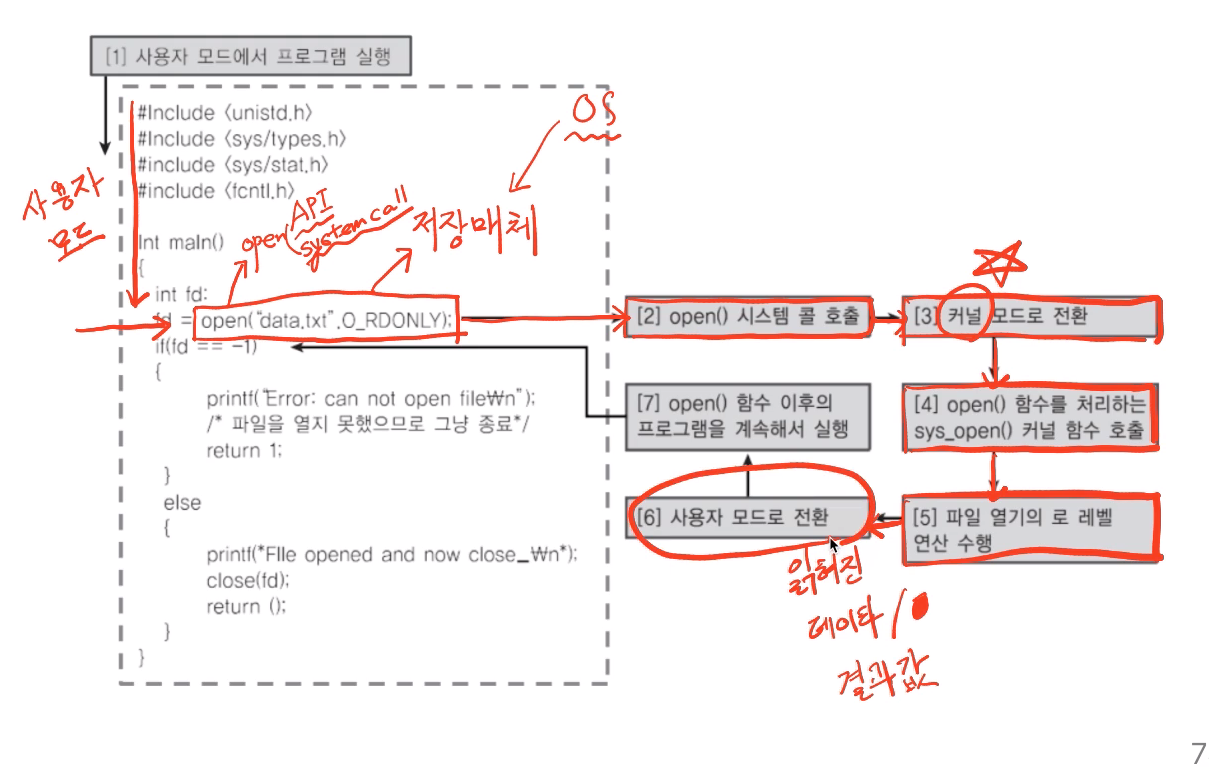 [1] 사용자 모드에서 프로그램 실행
#Include <unistd.h>
#Include <sys/types.h>
#include <sys/stat.h>
#include <fcntl.h>
OS
사용자
모드
API
open(system call
저장매체
Int maIn()
{
int fd:
fd = open("data.txt".O_RDONLY);
if(fd == -1)
{
printf("Error: can not open file₩n");
/* 파일을 열지 못했으므로 그냥 종료*/
return 1;
}
else
{
printf(*FIle opened and now close_₩n*);
close(fd);
return ();
}
}
[2] open() 시스템 콜 호출
[3] 커널 모드로 전환
[4] open() 함수를 처리하는
sys_open() 커널 함수 호출
[7] open() 함수 이후의
프로그램을 계속해서 실행
[6] 사용자 모드로 전환
[5] 파일 열기의 로 레벨
연산 수행
읽혀진
데이타/
결과값
7